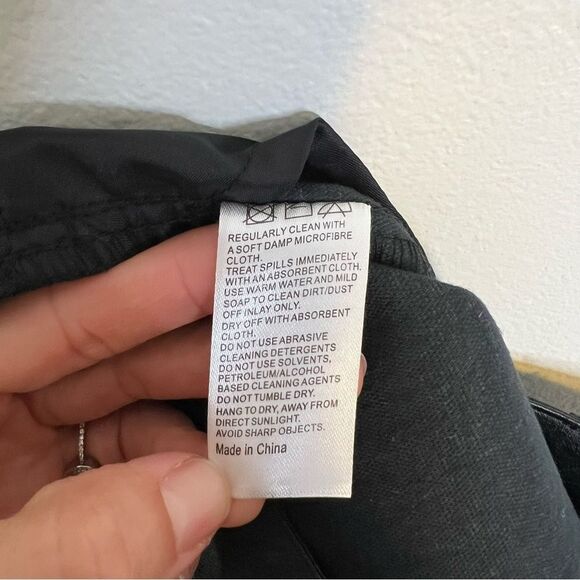 REGULARLY CLEAN WITH
A SOFT DAMP MICROFIBRE
CLOTH.
TREAT SPILLS IMMEDIATELY
WITH AN ABSORBENT CLOTH.
USE WARM WATER AND MILD
SOAP TO CLEAN DIRT/DUST
OFF INLAY ONLY.
DRY OFF WITH ABSORBENT
CLOTH.
DO NOT USE ABRASIVE
CLEANING DETERGENTS
DO NOT USE SOLVENTS,
PETROLEUM/ALCOHOL
BASED CLEANING AGENTS
DO NOT TUMBLE DRY.
HANG TO DRY, AWAY FROM
DIRECT SUNLIGHT.
AVOID SHARP OBJECTS.
Made in China